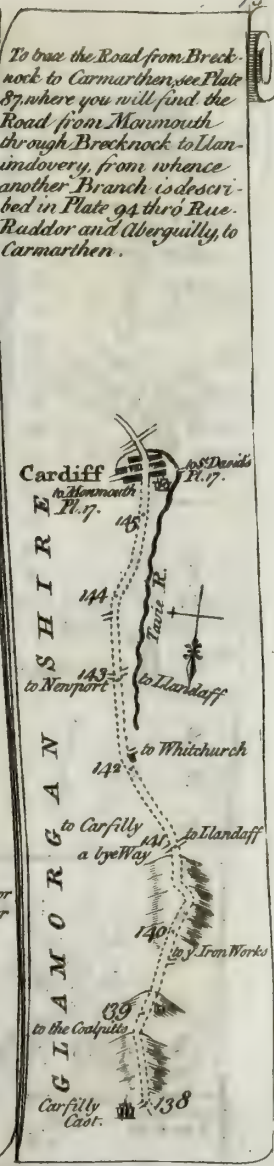 To trace the Road from Breck-
nock to Carmarthen, see Plate
87, where you will find the
Road from Monmouth
through Brecknock to Llan-
imdovery, from whence
another Branch is descri-
bed in Plate 94 thro' Rue-
Raddor and Aberguilly, to
Carmarthen.
Cardiff
to St. David's
Pl. 17.
to Monmouth
Pl. 17.
145
Tavie R.
144
143
to Newport
to Llandaff
to Whitchurch
142
to Carfilly
a bye Way
141
to Llandaff
140
to ye Iron Works
139
to the Coalpitts
Carfilly
Cast.
138
GLAMORGAN SHIRE